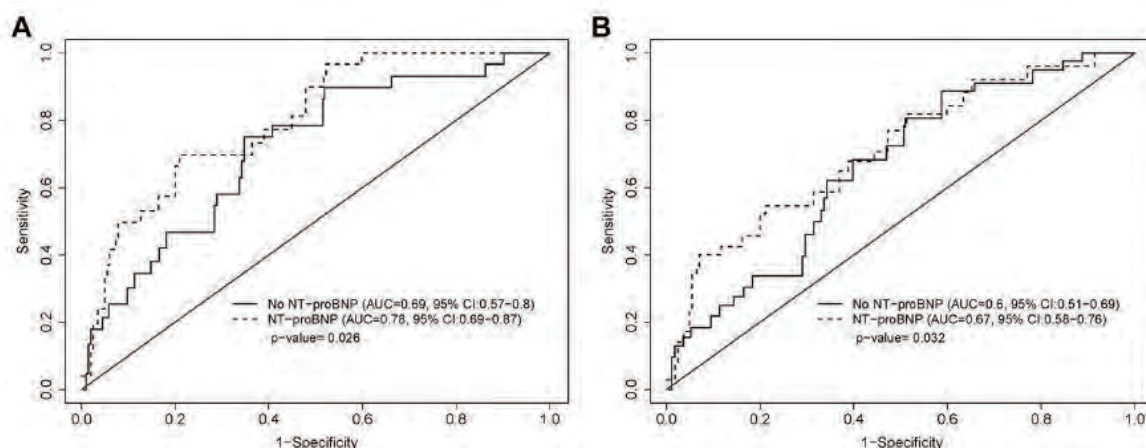 A
1.0
0.8
0.6
0.4
0.2
0.0
Sensitivity
No NT-proBNP (AUC=0.69, 95% CI:0.57-0.8)
NT-proBNP (AUC=0.78, 95% CI:0.69-0.87)
p-value= 0.026
0.0 0.2 0.4 0.6 0.8 1.0
1-Specificity
B
1.0
0.8
0.6
0.4
0.2
0.0
Sensitivity
No NT-proBNP (AUC=0.6, 95% CI:0.51-0.69)
NT-proBNP (AUC=0.67, 95% CI:0.58-0.76)
p-value= 0.032
0.0 0.2 0.4 0.6 0.8 1.0
1-Specificity